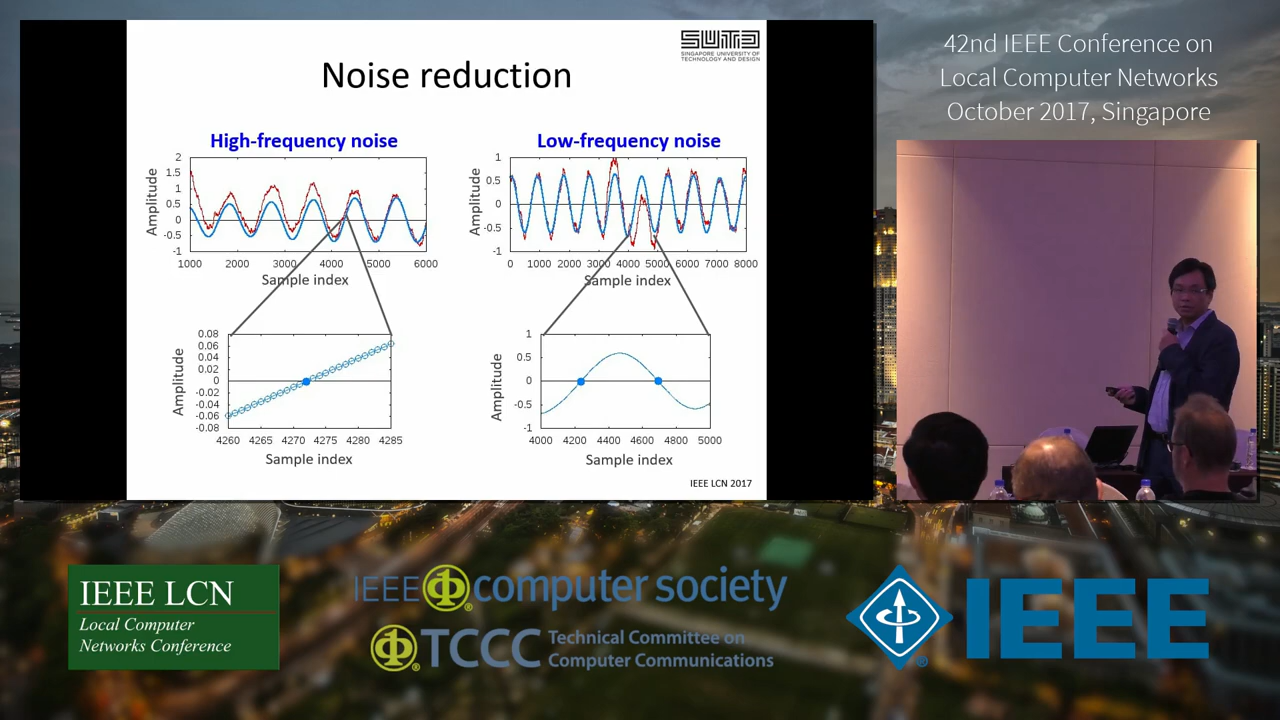 SUTD
SINGAPORE UNIVERSITY OF
TECHNOLOGY AND DESIGN
Noise reduction
High-frequency noise
Amplitude
2
1.5
1
0.5
0
-0.5
-1
1000 2000 3000 4000 5000 6000
Sample index
Low-frequency noise
Amplitude
1
0.5
0
-0.5
-1
0 1000 2000 3000 4000 5000 6000 7000 8000
Sample index
Amplitude
0.08
0.06
0.04
0.02
0
-0.02
-0.04
-0.06
-0.08
4260 4265 4270 4275 4280 4285
Sample index
Amplitude
1
0.5
0
-0.5
-1
4000 4200 4400 4600 4800 5000
Sample index
IEEE LCN 2017
42nd IEEE Conference on
Local Computer Networks
October 2017, Singapore
IEEE LCN
Local Computer
Networks Conference
IEEE computer society
TCCC Technical Committee on
Computer Communications
IEEE